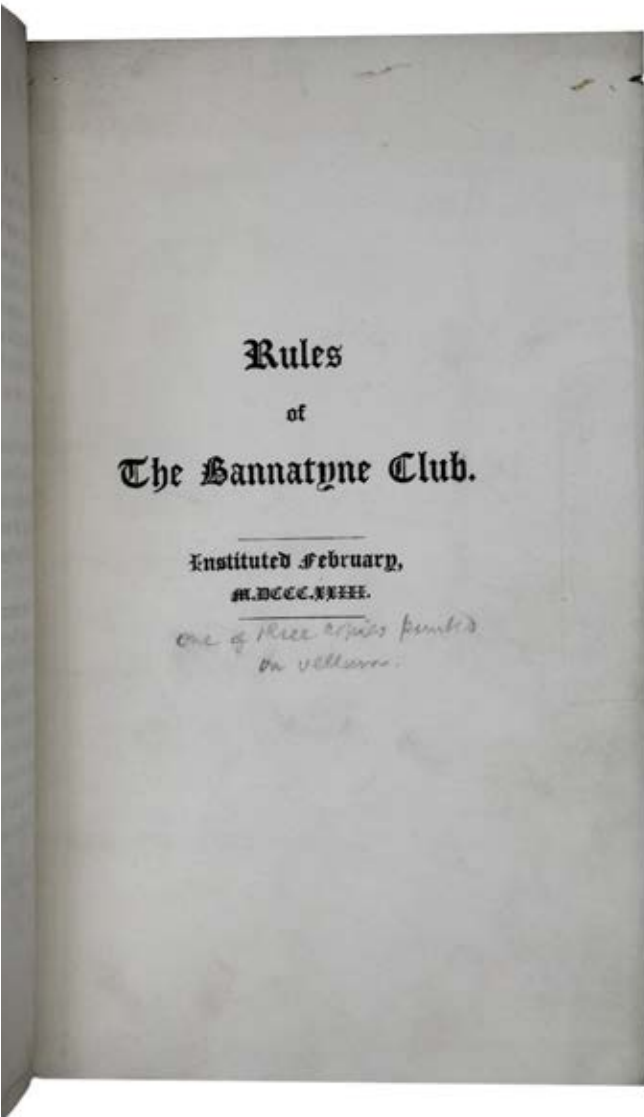 Rules
of
The Bannatyne Club.
Instituted February,
M.DCCC.XXIII.
one of three copies printed
on vellum.